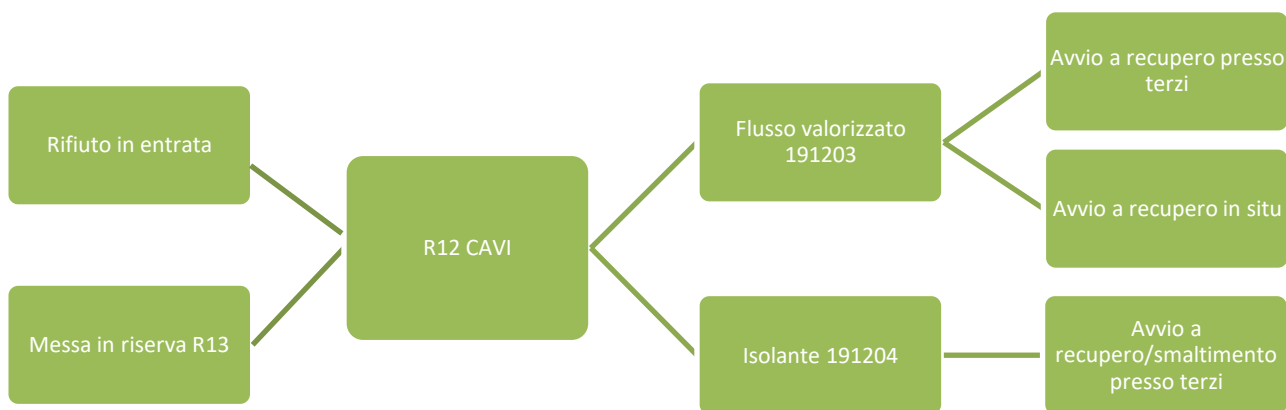 Rifiuto in entrata
Messa in riserva R13
R12 CAVI
Flusso valorizzato
191203
Isolante 191204
Avvio a recupero presso
terzi
Avvio a recupero in situ
Avvio a
recupero/smaltimento
presso terzi